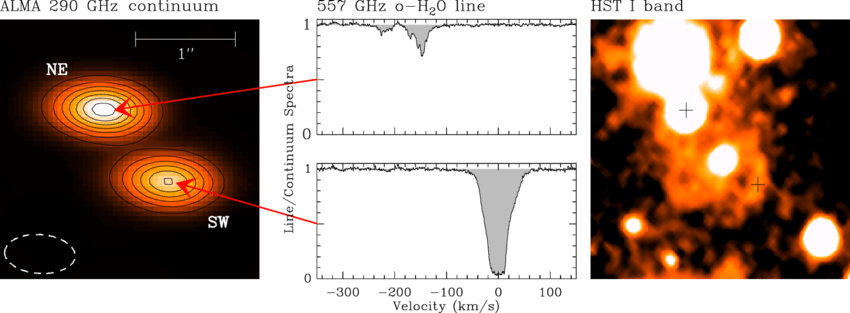 ALMA 290 GHz continuum
1″
NE
SW
557 GHz o-H₂O line
Line/Continuum Spectra
1
0
1
0
-300 -200 -100 0 100
Velocity (km/s)
HST I band